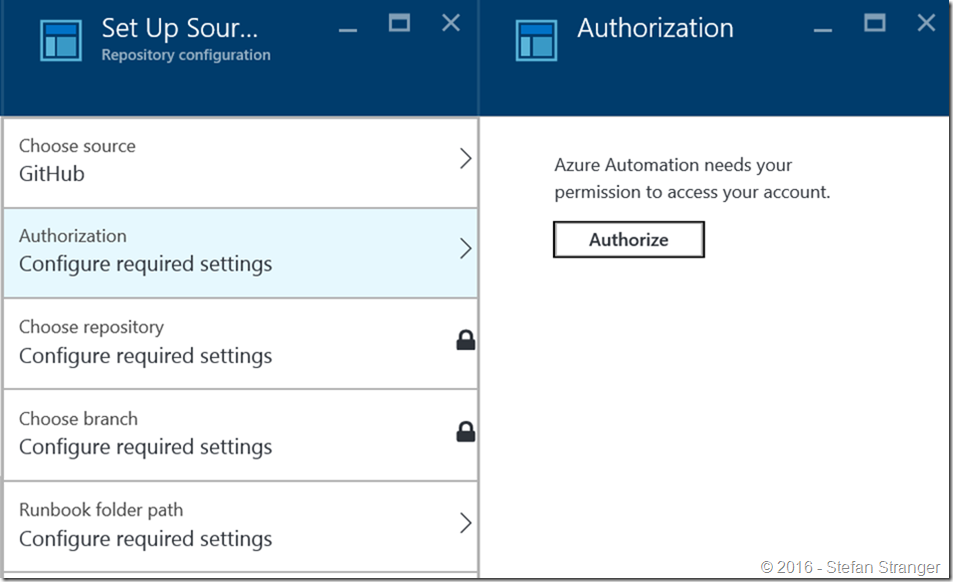 Set Up Sour...
Repository configuration
Choose source
GitHub
Authorization
Configure required settings
Choose repository
Configure required settings
Choose branch
Configure required settings
Runbook folder path
Configure required settings
Authorization
Azure Automation needs your
permission to access your account.
Authorize
© 2016 - Stefan Stranger